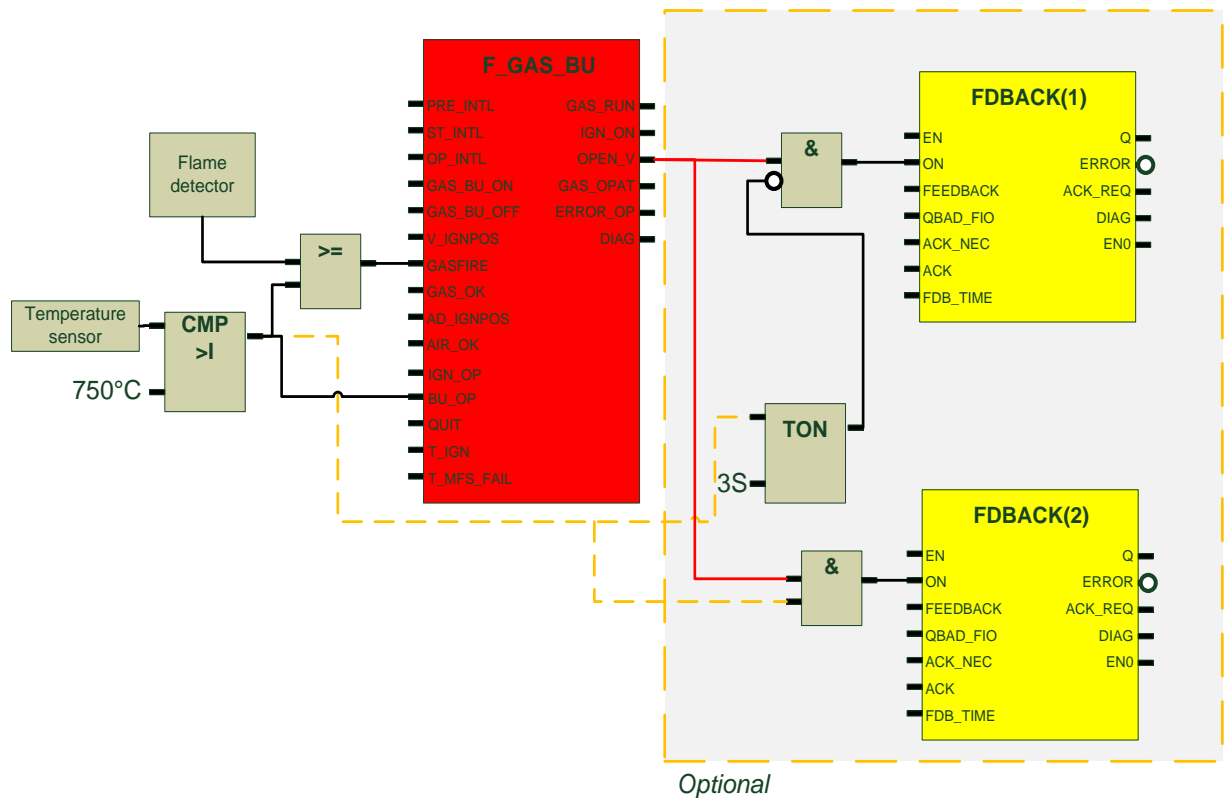 F_GAS_BU
PRE_INTL
ST_INTL
OP_INTL
GAS_BU_ON
GAS_BU_OFF
V_IGNPOS
GASFIRE
GAS_OK
AD_IGNPOS
AIR_OK
IGN_OP
BU_OP
QUIT
T_IGN
T_MFS_FAIL
GAS_RUN
IGN_ON
OPEN_V
GAS_OPAT
ERROR_OP
DIAG
Flame
detector
>=
Temperature
sensor
CMP
>I
750°C
&
FDBACK(1)
EN
ON
FEEDBACK
QBAD_FIO
ACK_NEC
ACK
FDB_TIME
Q
ERROR
ACK_REQ
DIAG
EN0
TON
3S
&
FDBACK(2)
EN
ON
FEEDBACK
QBAD_FIO
ACK_NEC
ACK
FDB_TIME
Q
ERROR
ACK_REQ
DIAG
EN0
Optional